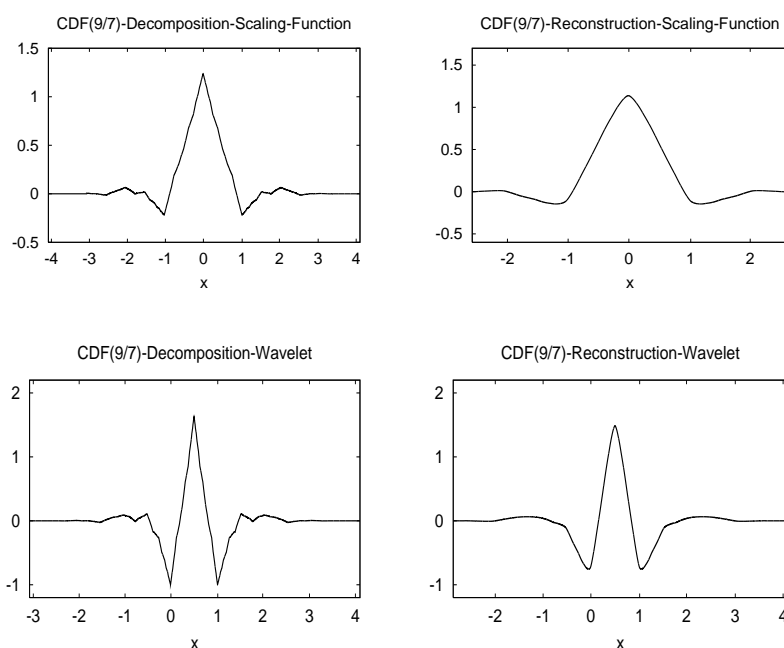 CDF(9/7)-Decomposition-Scaling-Function
1.5
1
0.5
0
-0.5
-4 -3 -2 -1 0 1 2 3 4
x
CDF(9/7)-Reconstruction-Scaling-Function
1.5
1
0.5
0
-0.5
-2 -1 0 1 2
x
CDF(9/7)-Decomposition-Wavelet
2
1
0
-1
-3 -2 -1 0 1 2 3 4
x
CDF(9/7)-Reconstruction-Wavelet
2
1
0
-1
-2 -1 0 1 2 3 4
x